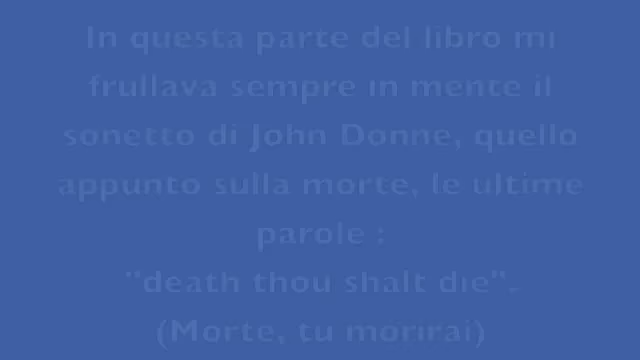 In questa parte del libro mi
frullava sempre in mente il
sonetto di John Donne, quello
appunto sulla morte, le ultime
parole :
"death thou shalt die".
(Morte, tu morirai)